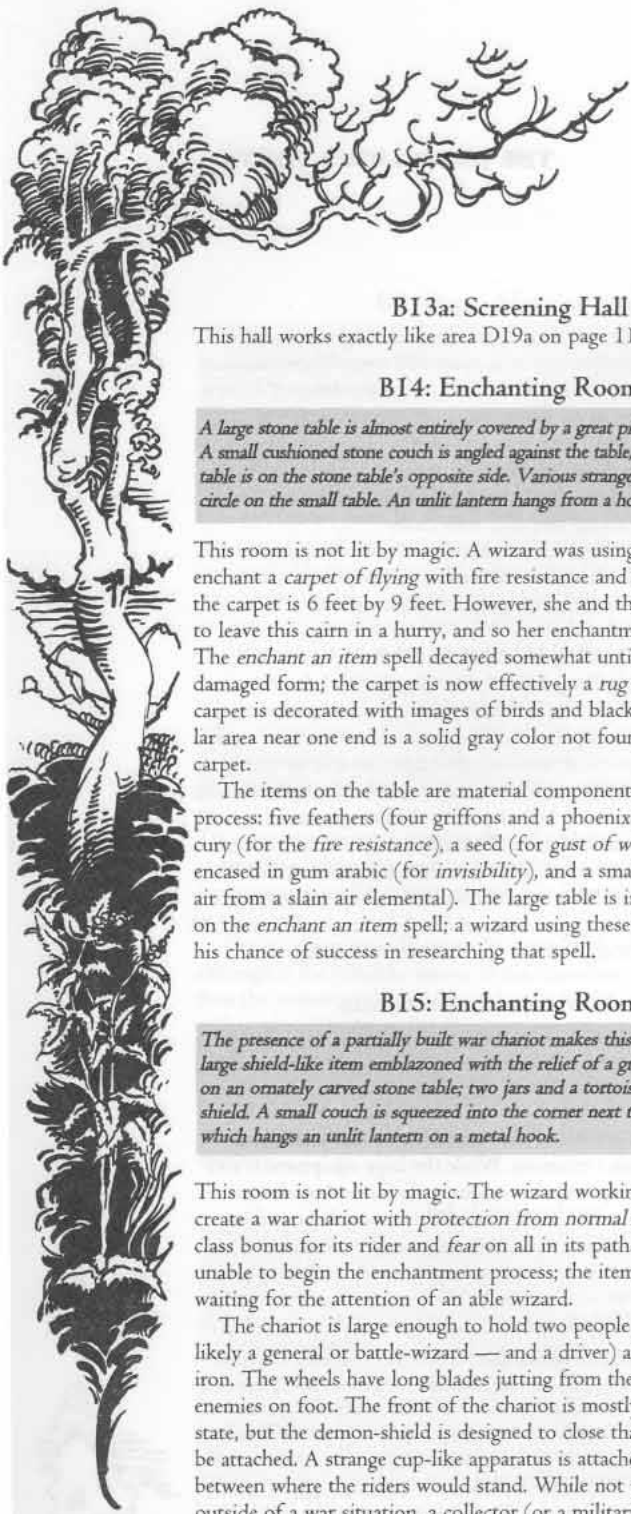 B13a: Screening Hall
This hall works exactly like area D19a on page 11
B14: Enchanting Room
A large stone table is almost entirely covered by a great
A small cushioned stone couch is angled against the table,
table is on the stone table's opposite side. Various strange
circle on the small table. An unlit lantern hangs from a
This room is not lit by magic. A wizard was using
enchant a carpet of flying with fire resistance and
the carpet is 6 feet by 9 feet. However, she and
to leave this cairn in a hurry, and so her
The enchant an item spell decayed somewhat
damaged form; the carpet is now effectively a rug
carpet is decorated with images of birds and black
lar area near one end is a solid gray color not
carpet.
The items on the table are material
process: five feathers (four griffons and a phoenix
cury (for the fire resistance), a seed (for gust of
encased in gum arabic (for invisibility), and a
air from a slain air elemental). The large table is
on the enchant an item spell; a wizard using these
his chance of success in researching that spell.
B15: Enchanting Room
The presence of a partially built war chariot makes this
large shield-like item emblazoned with the relief of a
on an ornately carved stone table; two jars and a
shield. A small couch is squeezed into the corner next
which hangs an unlit lantern on a metal hook.
This room is not lit by magic. The wizard
create a war chariot with protection from normal
class bonus for its rider and fear on all in its path
unable to begin the enchantment process; the
waiting for the attention of an able wizard.
The chariot is large enough to hold two people
likely a general or battle-wizard — and a driver)
iron. The wheels have long blades jutting from
enemies on foot. The front of the chariot is
state, but the demon-shield is designed to close
be attached. A strange cup-like apparatus is
between where the riders would stand. While not
outside of a war situation, a collector (or a